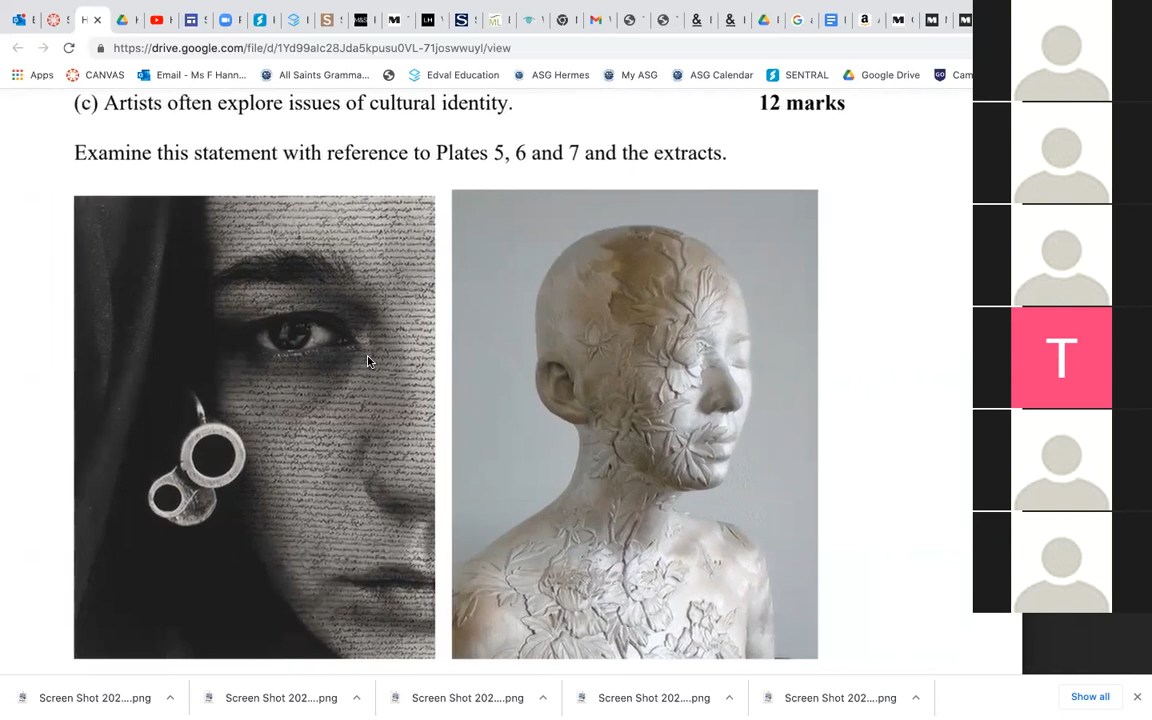 https://drive.google.com/file/d/1Yd99alc28Jda5kpusu0VL-71joswwuyl/view
Apps CANVAS Email - Ms F Hann... All Saints Gramma... Edval Education ASG Hermes My ASG ASG Calendar SENTRAL Google Drive Cam
(c) Artists often explore issues of cultural identity. 12 marks
Examine this statement with reference to Plates 5, 6 and 7 and the extracts.
T
Screen Shot 202....png Screen Shot 202....png Screen Shot 202....png Screen Shot 202....png Screen Shot 202....png Show all